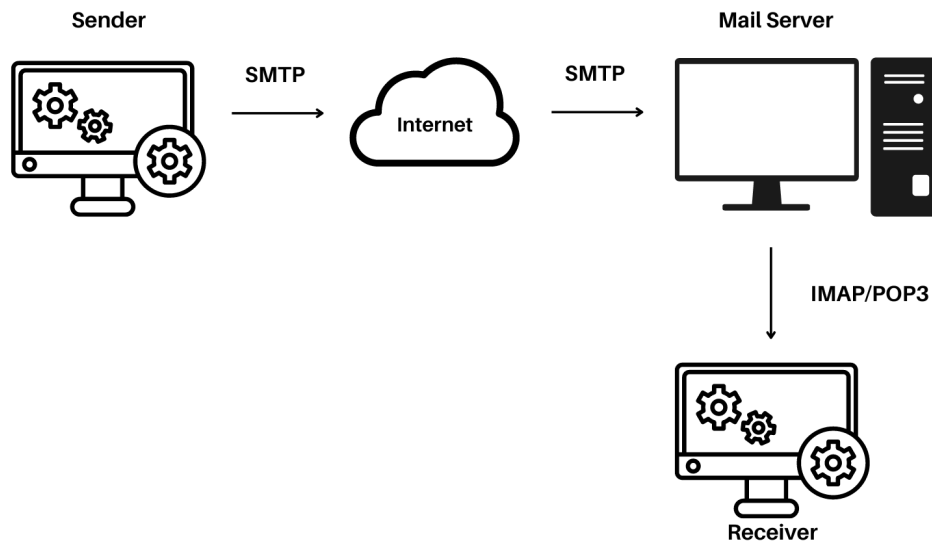 Sender
Mail Server
SMTP
SMTP
Internet
IMAP/POP3
Receiver